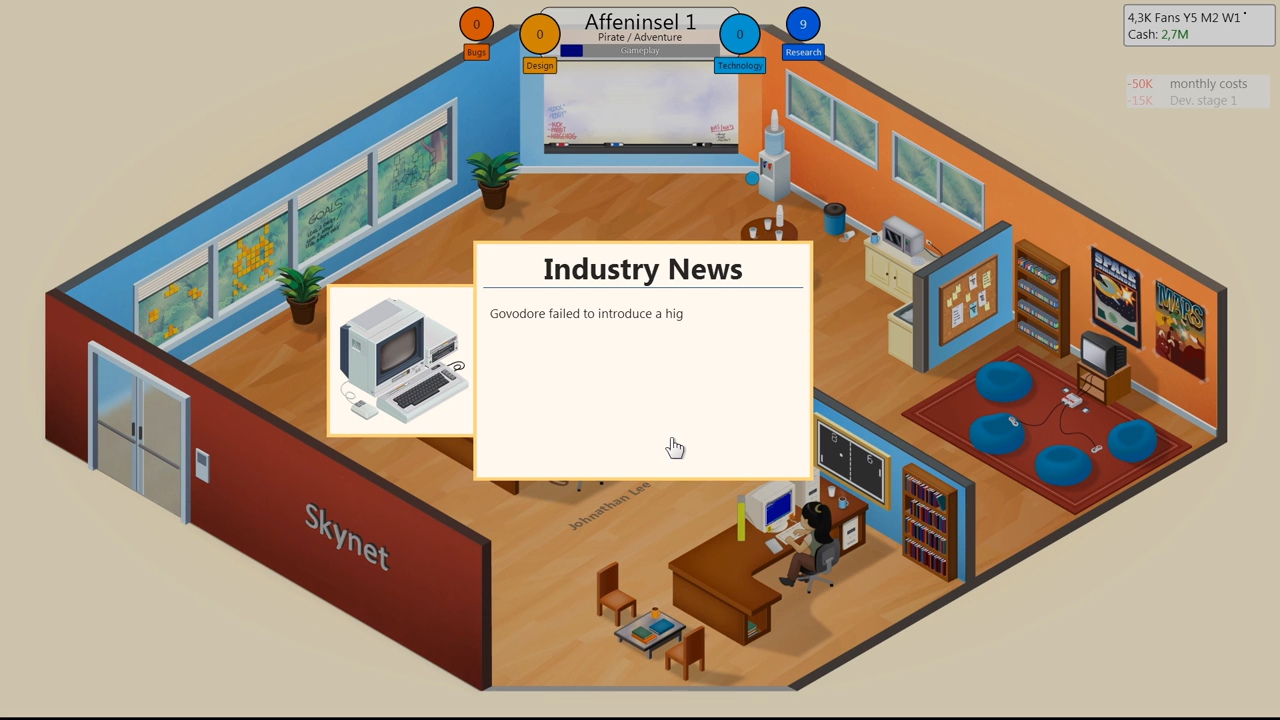 0
Bugs
0
Design
Affeninsel 1
Pirate / Adventure
Gameplay
0
Technology
9
Research
4,3K Fans Y5 M2 W1
Cash: 2,7M
-50K monthly costs
-15K Dev. stage 1
GOALS
SPACE
MARS
Industry News
Govodore failed to introduce a hig
8 6
Johnathan Lee
Skynet